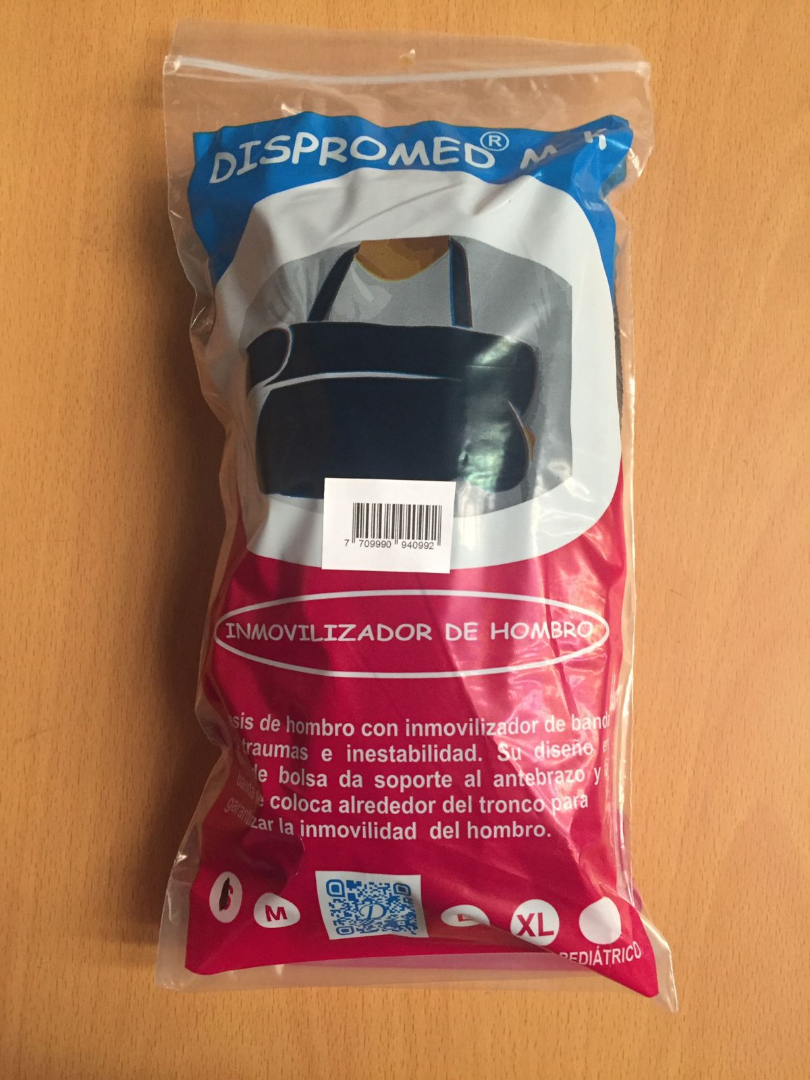 DISPROMED®
7 709990 940992
INMOVILIZADOR DE HOMBRO
de hombro con inmovilizador de
traumas e inestabilidad. Su diseño
de bolsa da soporte al antebrazo y
coloca alrededor del tronco para
la inmovilidad del hombro.
S M L XL
PEDIÁTRICO